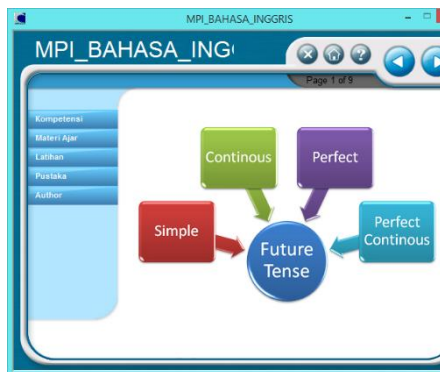 MPI_BAHASA_INGGRIS
MPI_BAHASA_ING
Page 1 of 9
Kompetensi
Materi Ajar
Latihan
Pustaka
Author
Continous
Perfect
Simple
Perfect
Continous
Future
Tense